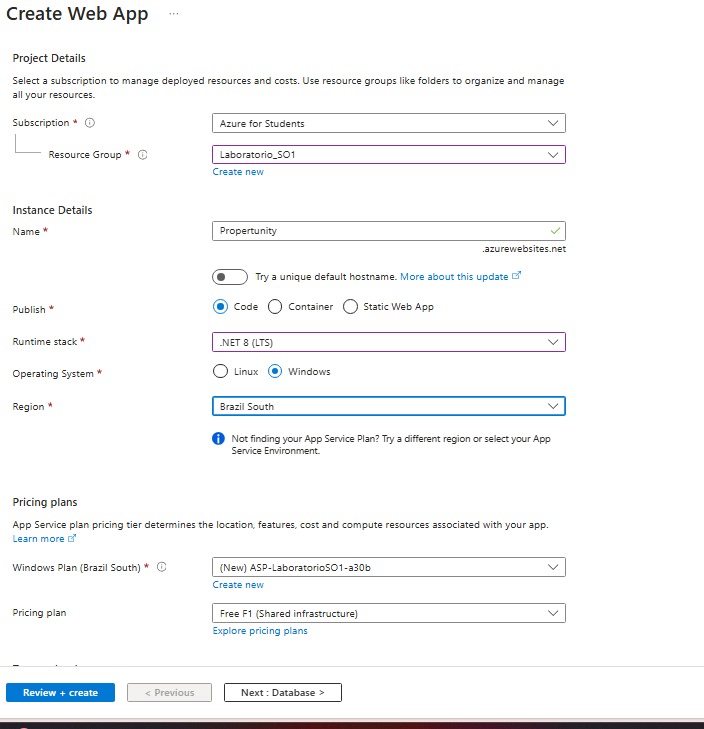 Create Web App ...
Project Details
Select a subscription to manage deployed resources and costs. Use resource groups like folders to organize and manage
all your resources.
Subscription *
Azure for Students
Resource Group *
Laboratorio_SO1
Create new
Instance Details
Name *
Propertunity
.azurewebsites.net
Try a unique default hostname. More about this update
Publish *
Code Container Static Web App
Runtime stack *
.NET 8 (LTS)
Operating System *
Linux Windows
Region *
Brazil South
Not finding your App Service Plan? Try a different region or select your App
Service Environment.
Pricing plans
App Service plan pricing tier determines the location, features, cost and compute resources associated with your app.
Learn more
Windows Plan (Brazil South) *
(New) ASP-LaboratorioSO1-a30b
Create new
Pricing plan
Free F1 (Shared infrastructure)
Explore pricing plans
Review + create
< Previous
Next : Database >